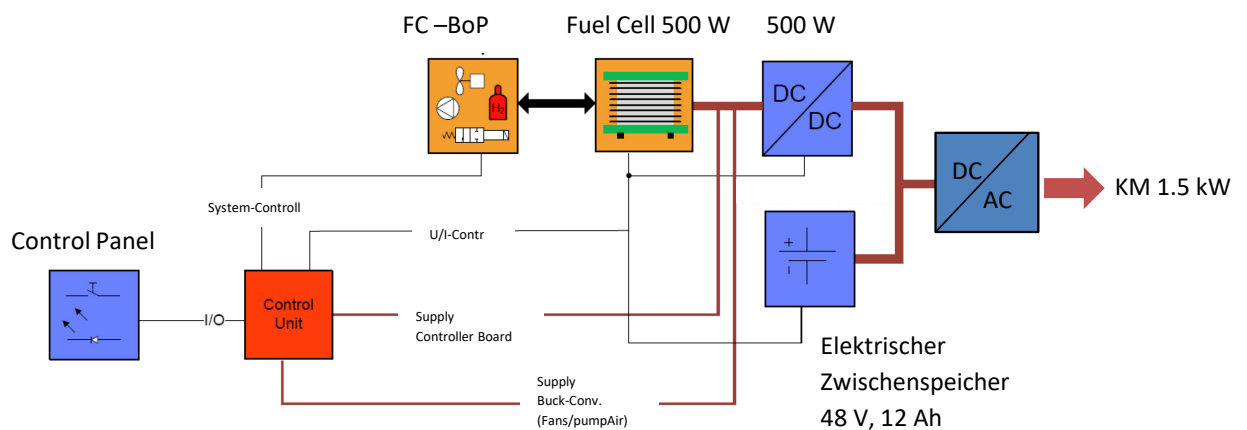 FC –BoP
Fuel Cell 500 W
500 W
H2
DC
DC
DC
AC
KM 1.5 kW
System-Controll
U/I-Contr
Control Panel
I/O
Control
Unit
Supply
Controller Board
Supply
Buck-Conv.
(Fans/pumpAir)
+
–
Elektrischer
Zwischenspeicher
48 V, 12 Ah